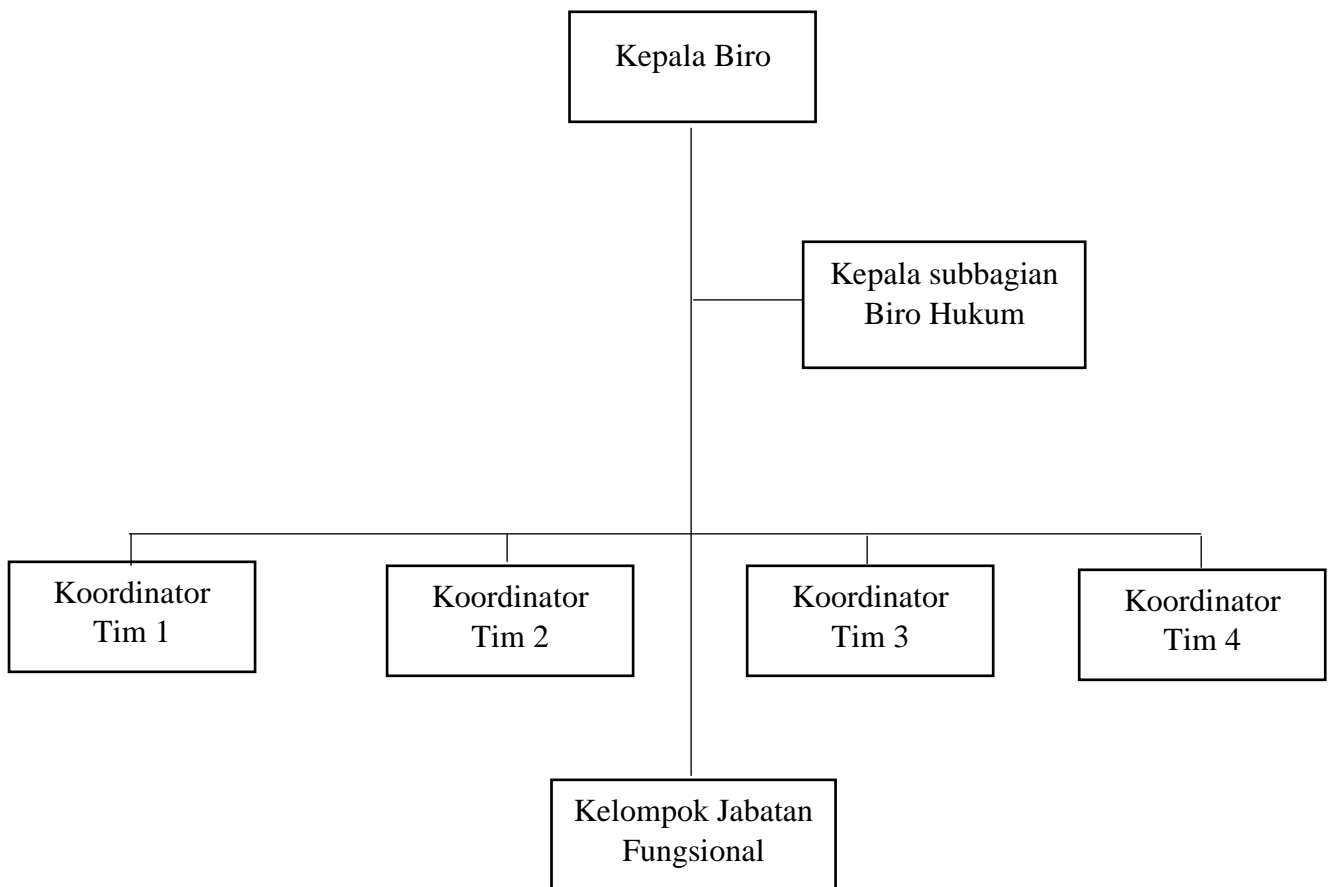 Kepala Biro
Kepala subbagian
Biro Hukum
Koordinator
Tim 1
Koordinator
Tim 2
Koordinator
Tim 3
Koordinator
Tim 4
Kelompok Jabatan
Fungsional